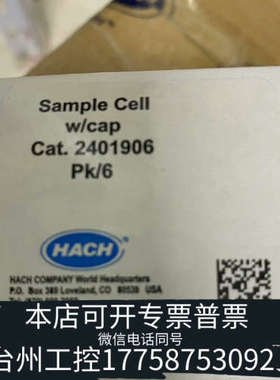 Sample Cell
w/cap
Cat. 2401906
Pk/6
HACH
HACH COMPANY World Headquarters
P.O. Box 389 Loveland, CO 80539 USA
本店可开专票普票
微信电话同号
台州工控17758753092